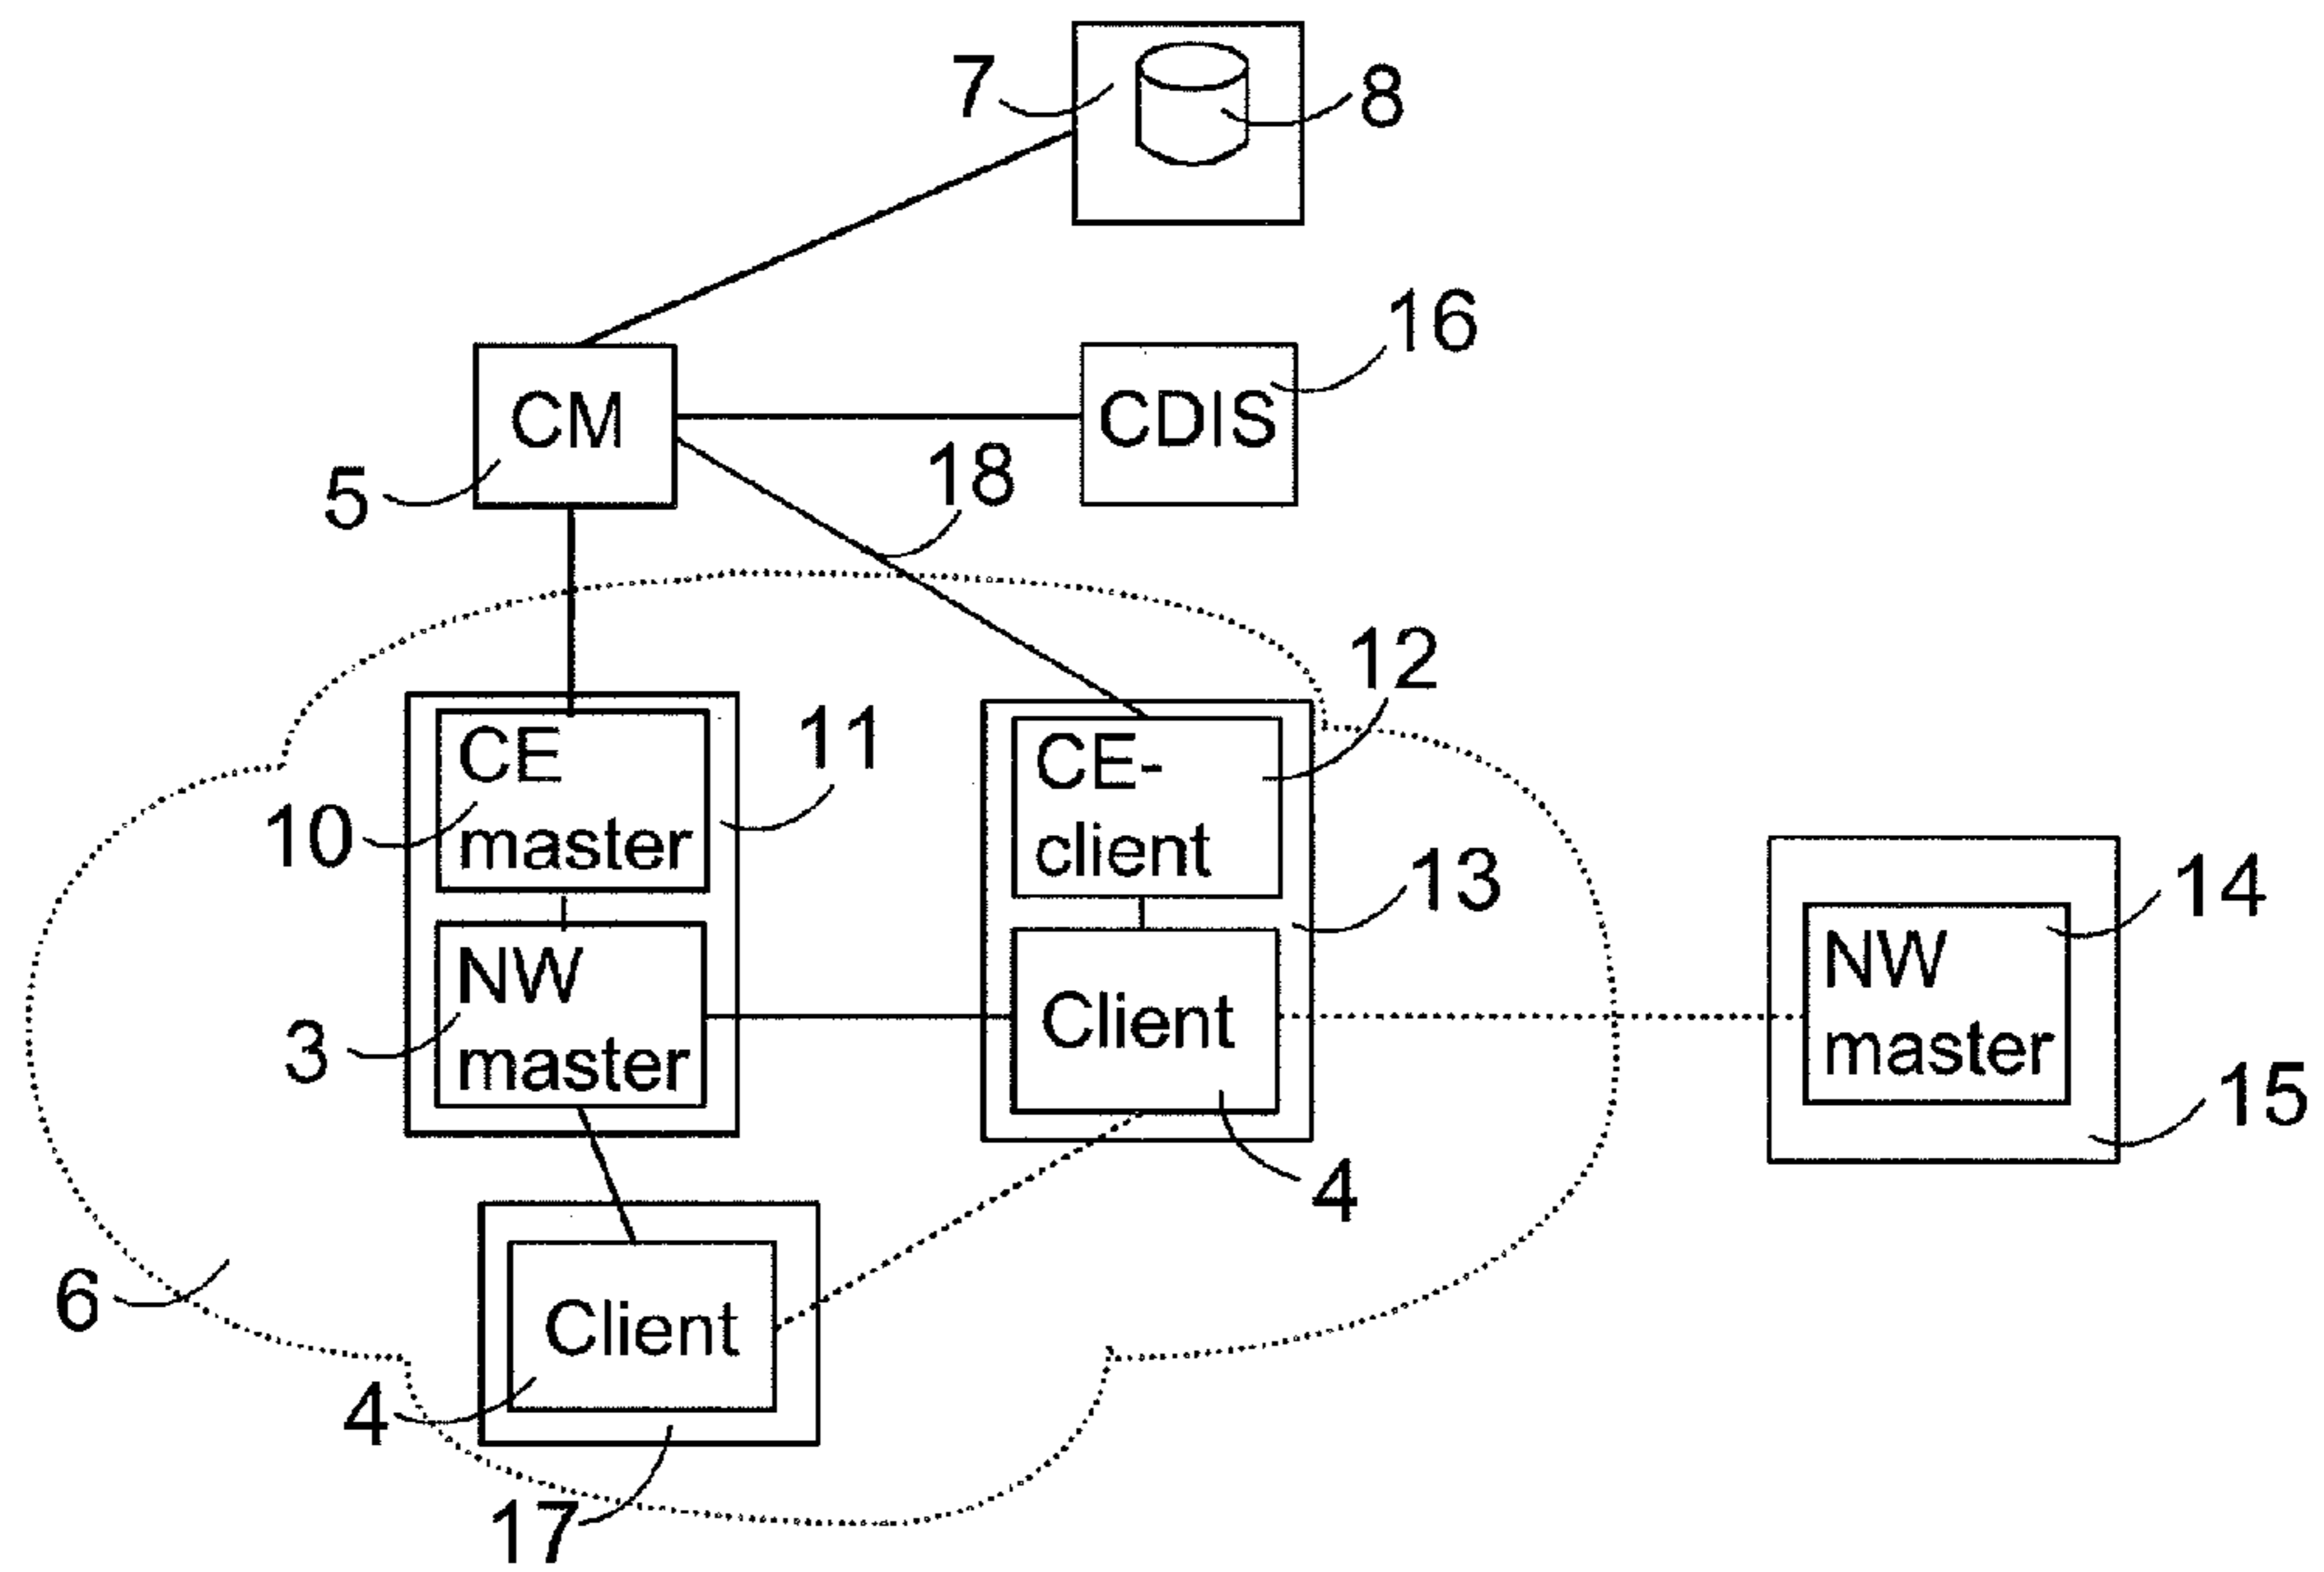 7
8
16
CM
CDIS
5
18
12
11
CE
master
10
CE-
client
13
14
NW
master
3
Client
NW
master
15
4
6
Client
4
17